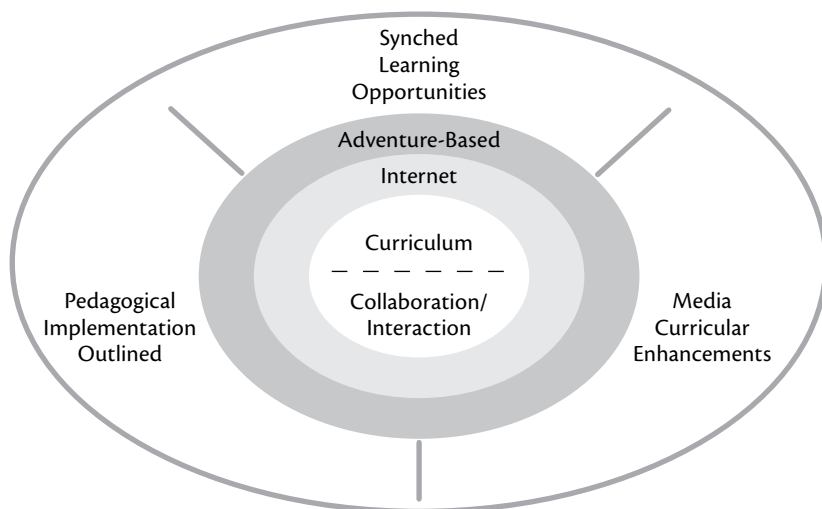 Synched
Learning
Opportunities
Adventure-Based
Internet
Curriculum
Collaboration/
Interaction
Pedagogical
Implementation
Outlined
Media
Curricular
Enhancements